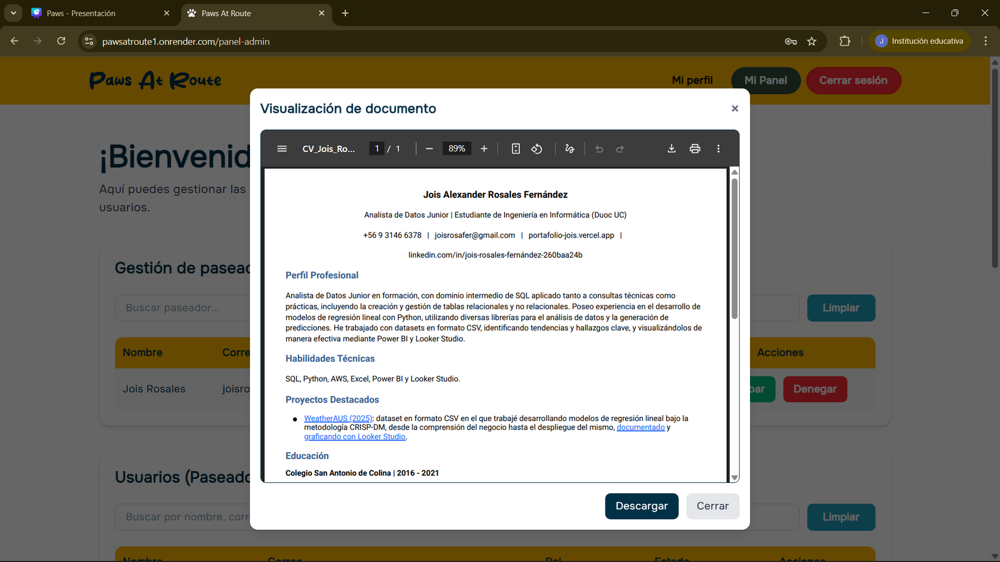 Paws - Presentación
Paws At Route
pawsatroute1.onrender.com/panel-admin
J
Institución educativa
Paws At Route
Mi perfil
Mi Panel
Cerrar sesión
Visualización de documento
CV_Jois_Ro...
1 / 1
89%
¡Bienvenid
Aquí puedes gestionar las
usuarios.
Jois Alexander Rosales Fernández
Analista de Datos Junior | Estudiante de Ingeniería en Informática (Duoc UC)
+56 9 3146 6378 | joisrosafer@gmail.com | portafolio-jois.vercel.app |
linkedin.com/in/jois-rosales-fernández-260baa24b
Perfil Profesional
Analista de Datos Junior en formación, con dominio intermedio de SQL aplicado tanto a consultas técnicas como
prácticas, incluyendo la creación y gestión de tablas relacionales y no relacionales. Poseo experiencia en el desarrollo de
modelos de regresión lineal con Python, utilizando diversas librerías para el análisis de datos y la generación de
predicciones. He trabajado con datasets en formato CSV, identificando tendencias y hallazgos clave, y visualizándolos de
manera efectiva mediante Power BI y Looker Studio.
Habilidades Técnicas
SQL, Python, AWS, Excel, Power BI y Looker Studio.
Proyectos Destacados
● WeatherAUS (2025): dataset en formato CSV en el que trabajé desarrollando modelos de regresión lineal bajo la
metodología CRISP-DM, desde la comprensión del negocio hasta el despliegue del mismo, documentado y
graficando con Looker Studio.
Educación
Colegio San Antonio de Colina | 2016 - 2021
Descargar
Cerrar
Gestión de pasead
Buscar paseador...
Limpiar
Nombre
Corre
Acciones
Jois Rosales
joisro
bar
Denegar
Usuarios (Paseado
Buscar por nombre, corr
Limpiar
Nombre
Correo
Rol
Estado
Acciones